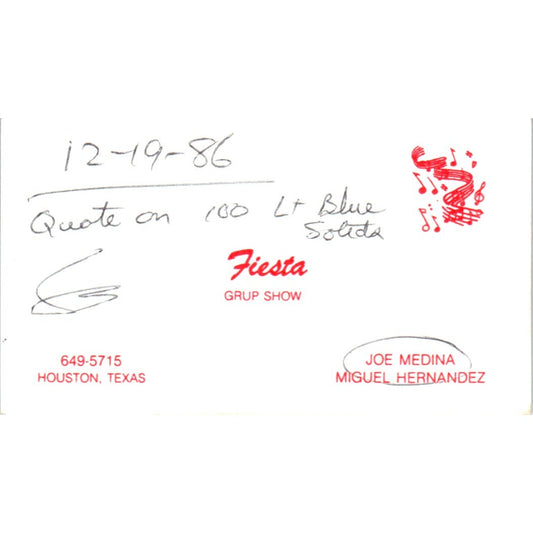 12-19-86
Quote on 100 Lt Blue
Solids
Fiesta
GRUP SHOW
649-5715
HOUSTON, TEXAS
JOE MEDINA
MIGUEL HERNANDEZ